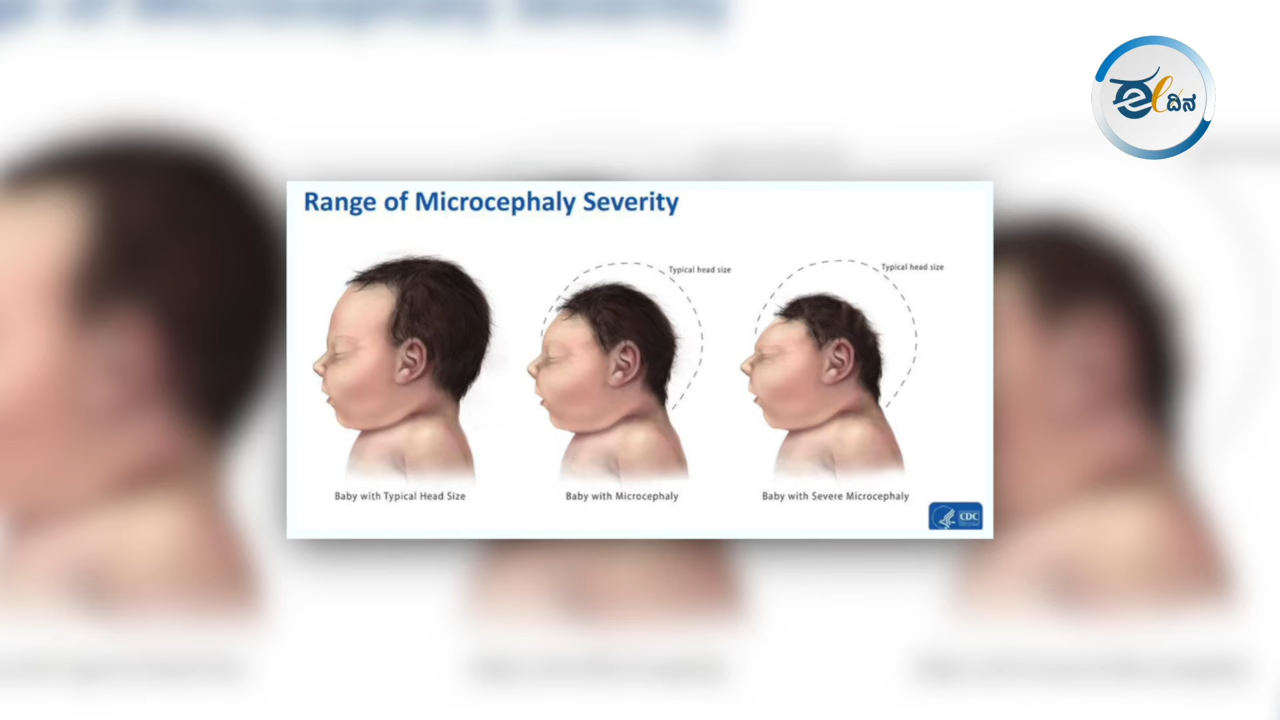 ಈ ದಿನ
Range of Microcephaly Severity
Typical head size
Typical head size
Baby with Typical Head Size
Baby with Microcephaly
Baby with Severe Microcephaly
CDC